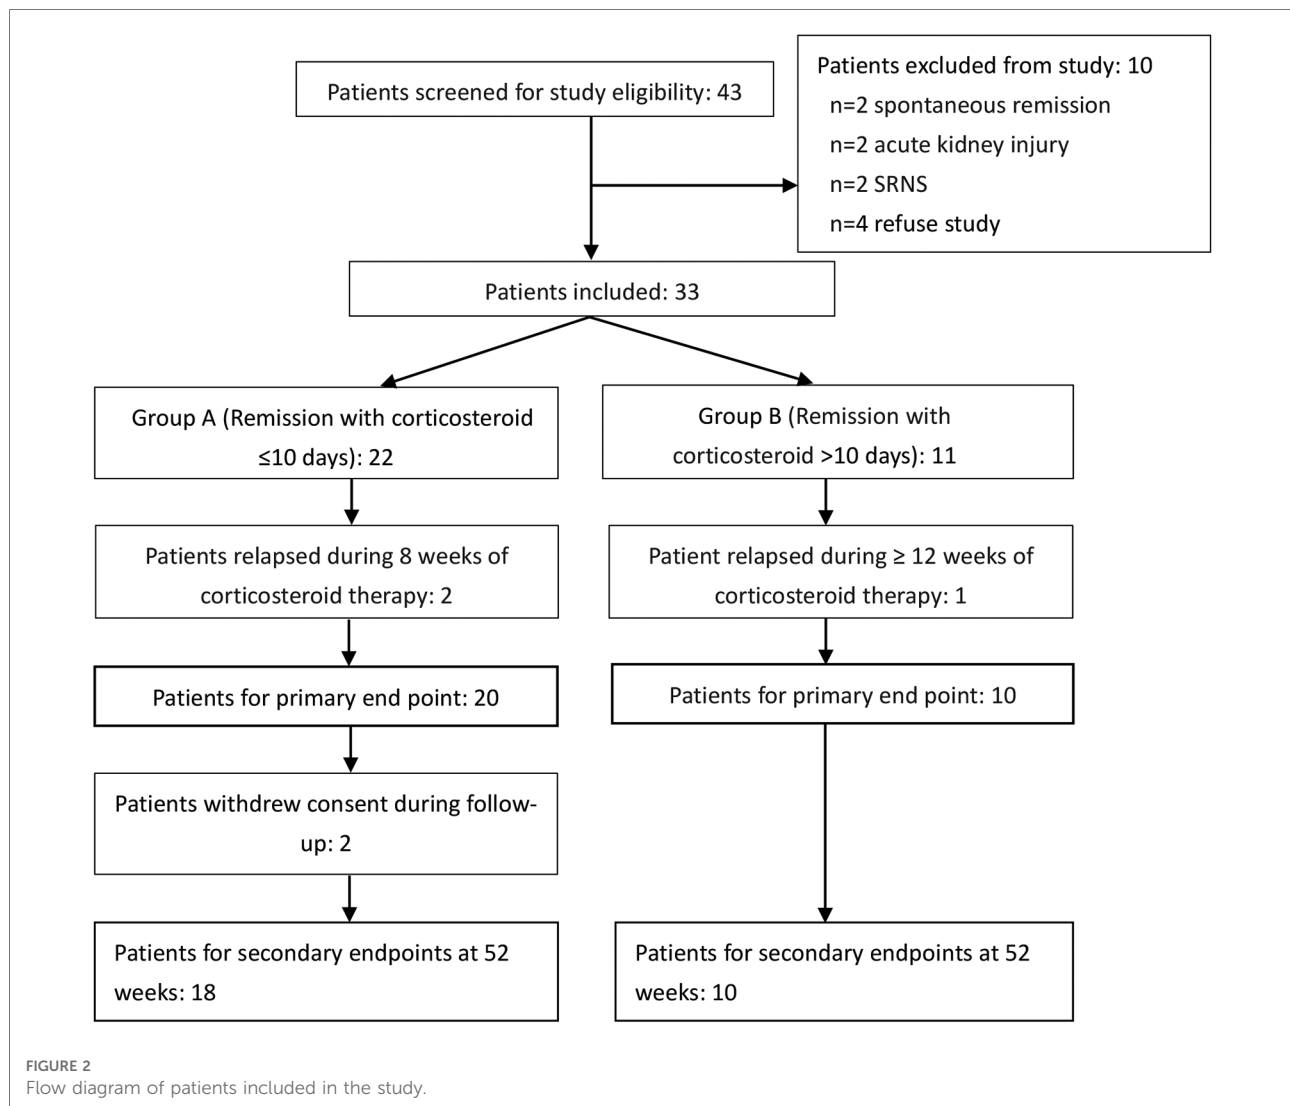 Patients screened for study eligibility: 43
Patients excluded from study: 10
n=2 spontaneous remission
n=2 acute kidney injury
n=2 SRNS
n=4 refuse study
Patients included: 33
Group A (Remission with corticosteroid
≤10 days): 22
Group B (Remission with
corticosteroid >10 days): 11
Patients relapsed during 8 weeks of
corticosteroid therapy: 2
Patient relapsed during ≥ 12 weeks of
corticosteroid therapy: 1
Patients for primary end point: 20
Patients for primary end point: 10
Patients withdrew consent during follow-
up: 2
Patients for secondary endpoints at 52
weeks: 18
Patients for secondary endpoints at 52
weeks: 10
FIGURE 2
Flow diagram of patients included in the study.